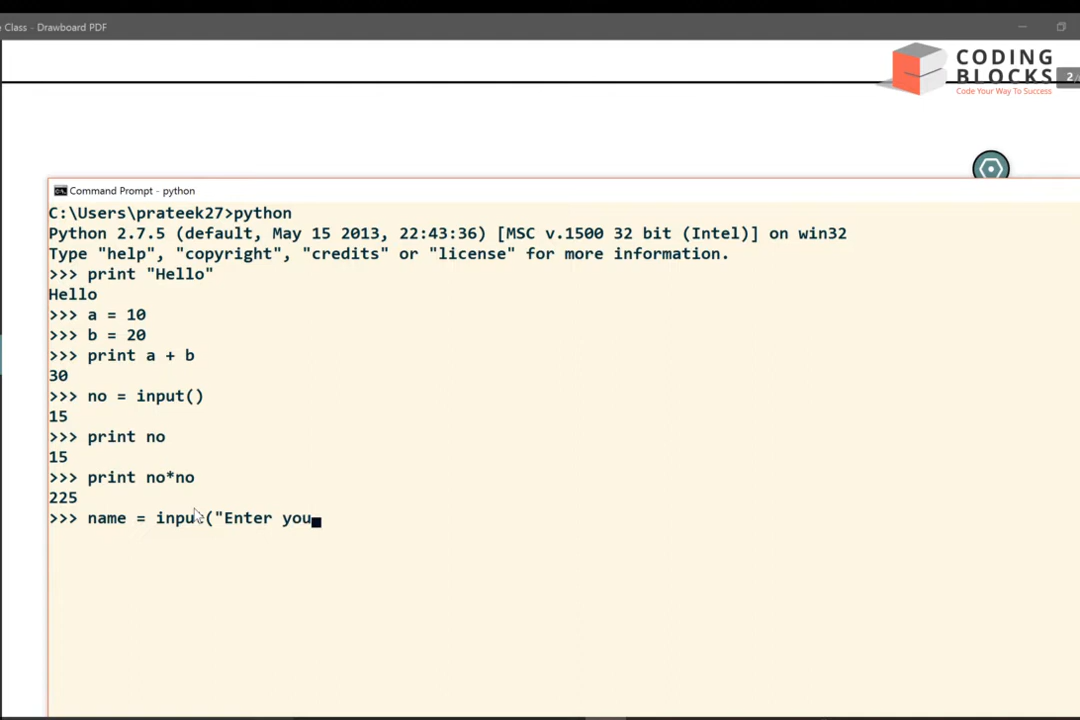 e Class - Drawboard PDF
CODING
BLOCKS
Code Your Way To Success
2/
Command Prompt - python
C:\Users\prateek27>python
Python 2.7.5 (default, May 15 2013, 22:43:36) [MSC v.1500 32 bit (Intel)] on win32
Type "help", "copyright", "credits" or "license" for more information.
>>> print "Hello"
Hello
>>> a = 10
>>> b = 20
>>> print a + b
30
>>> no = input()
15
>>> print no
15
>>> print no*no
225
>>> name = input("Enter you